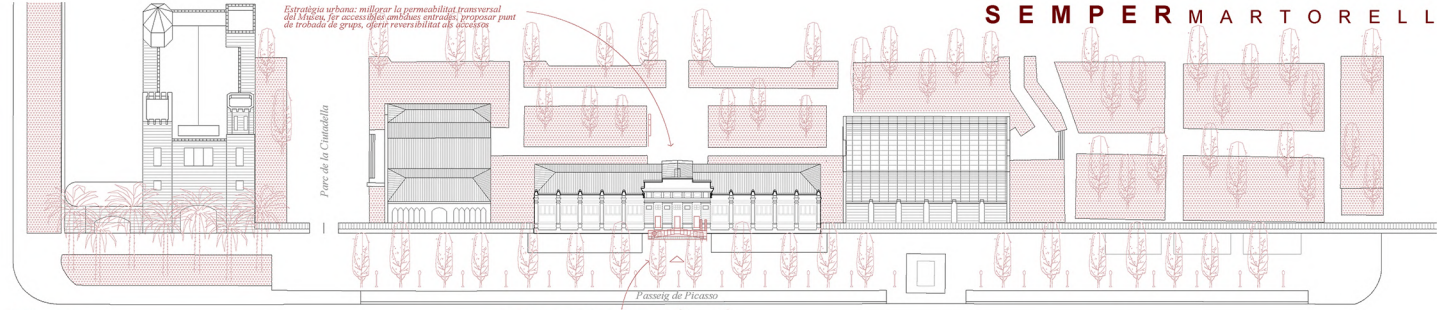 Estratègia urbana: millorar la permeabilitat transversal
del Museu, fer accessibles ambdues entrades, proposar punt
de trobada de grups, oferir reversibilitat als accessos
SEMPER MARTORELL
Parc de la Ciutadella
Passeig de Picasso